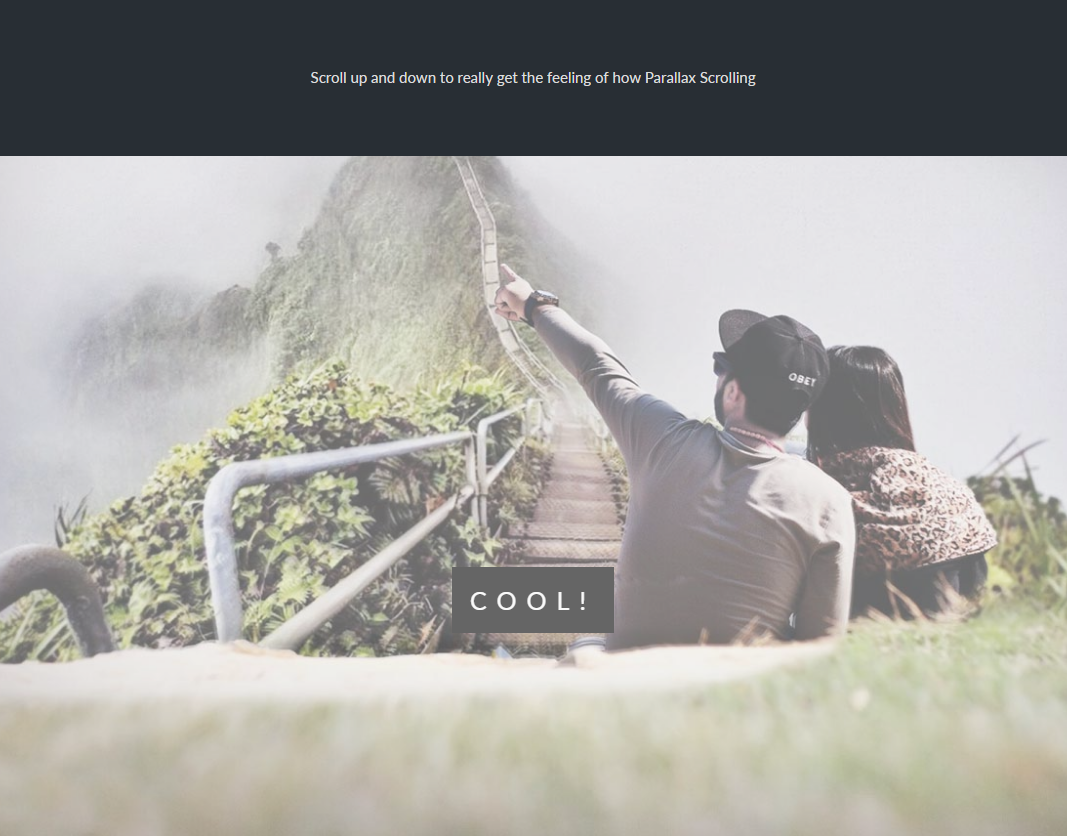 Scroll up and down to really get the feeling of how Parallax Scrolling
OBEY
COOL!